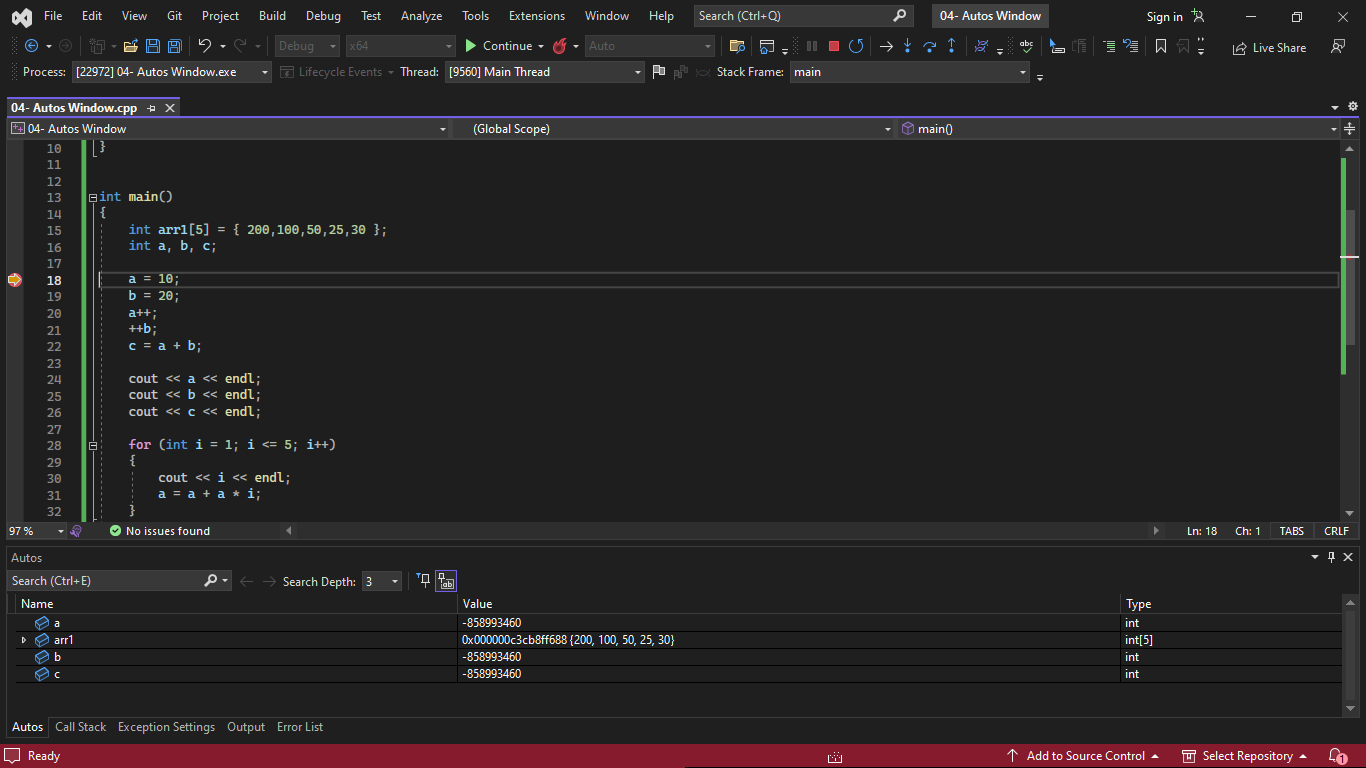 File Edit View Git Project Build Debug Test Analyze Tools Extensions Window Help Search (Ctrl+Q) 04- Autos Window Sign in
Debug x64 Continue Auto abc Live Share
Process: [22972] 04- Autos Window.exe Lifecycle Events Thread: [9560] Main Thread Stack Frame: main
04- Autos Window.cpp
04- Autos Window (Global Scope) main()
10 }
11
12
13 int main()
14 {
15 int arr1[5] = { 200,100,50,25,30 };
16 int a, b, c;
17
18 a = 10;
19 b = 20;
20 a++;
21 ++b;
22 c = a + b;
23
24 cout << a << endl;
25 cout << b << endl;
26 cout << c << endl;
27
28 for (int i = 1; i <= 5; i++)
29 {
30 cout << i << endl;
31 a = a + a * i;
32 }
97 % No issues found Ln: 18 Ch: 1 TABS CRLF
Autos
Search (Ctrl+E) Search Depth: 3 ab
Name Value Type
a -858993460 int
arr1 0x000000c3cb8ff688 {200, 100, 50, 25, 30} int[5]
b -858993460 int
c -858993460 int
Autos Call Stack Exception Settings Output Error List
Ready Add to Source Control Select Repository 1